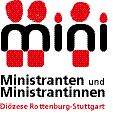 mini
Ministranten und
Ministrantinnen
Diözese Rottenburg-Stuttgart